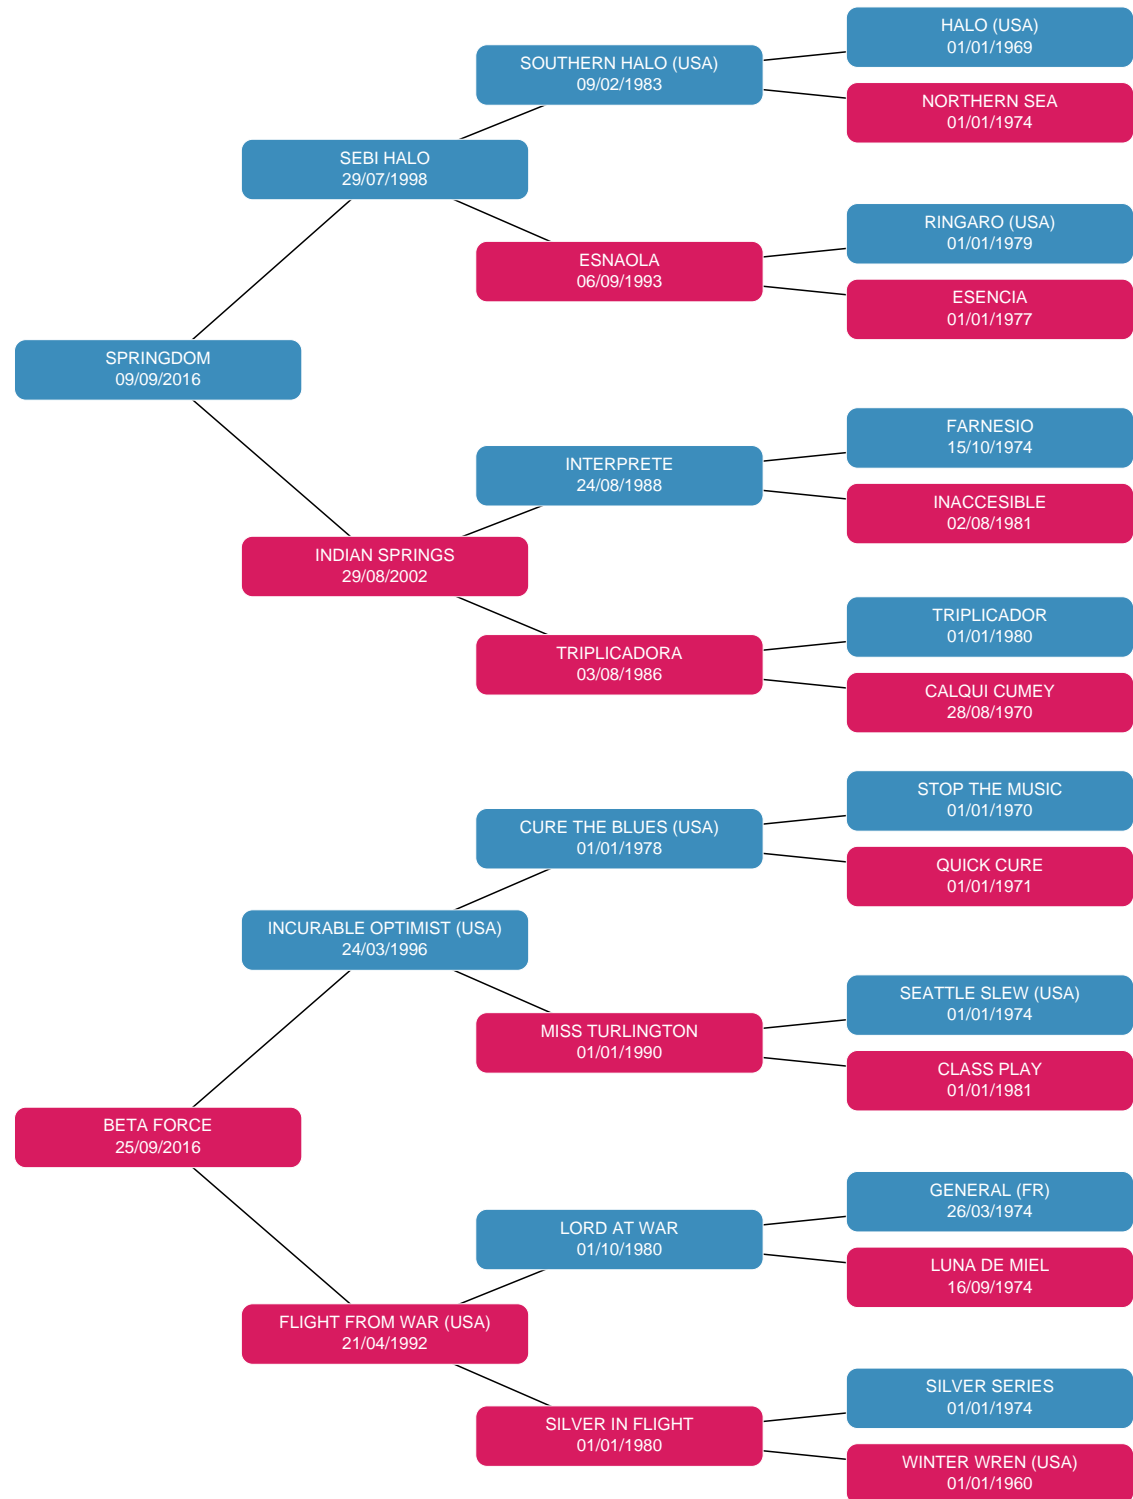 HALO (USA)
01/01/1969
SOUTHERN HALO (USA)
09/02/1983
NORTHERN SEA
01/01/1974
SEBI HALO
29/07/1998
RINGARO (USA)
01/01/1979
ESNAOLA
06/09/1993
ESENCIA
01/01/1977
SPRINGDOM
09/09/2016
FARNESIO
15/10/1974
INTERPRETE
24/08/1988
INACCESIBLE
02/08/1981
INDIAN SPRINGS
29/08/2002
TRIPLICADOR
01/01/1980
TRIPLICADORA
03/08/1986
CALQUI CUMEY
28/08/1970
STOP THE MUSIC
01/01/1970
CURE THE BLUES (USA)
01/01/1978
QUICK CURE
01/01/1971
INCURABLE OPTIMIST (USA)
24/03/1996
SEATTLE SLEW (USA)
01/01/1974
MISS TURLINGTON
01/01/1990
CLASS PLAY
01/01/1981
BETA FORCE
25/09/2016
GENERAL (FR)
26/03/1974
LORD AT WAR
01/10/1980
LUNA DE MIEL
16/09/1974
FLIGHT FROM WAR (USA)
21/04/1992
SILVER SERIES
01/01/1974
SILVER IN FLIGHT
01/01/1980
WINTER WREN (USA)
01/01/1960